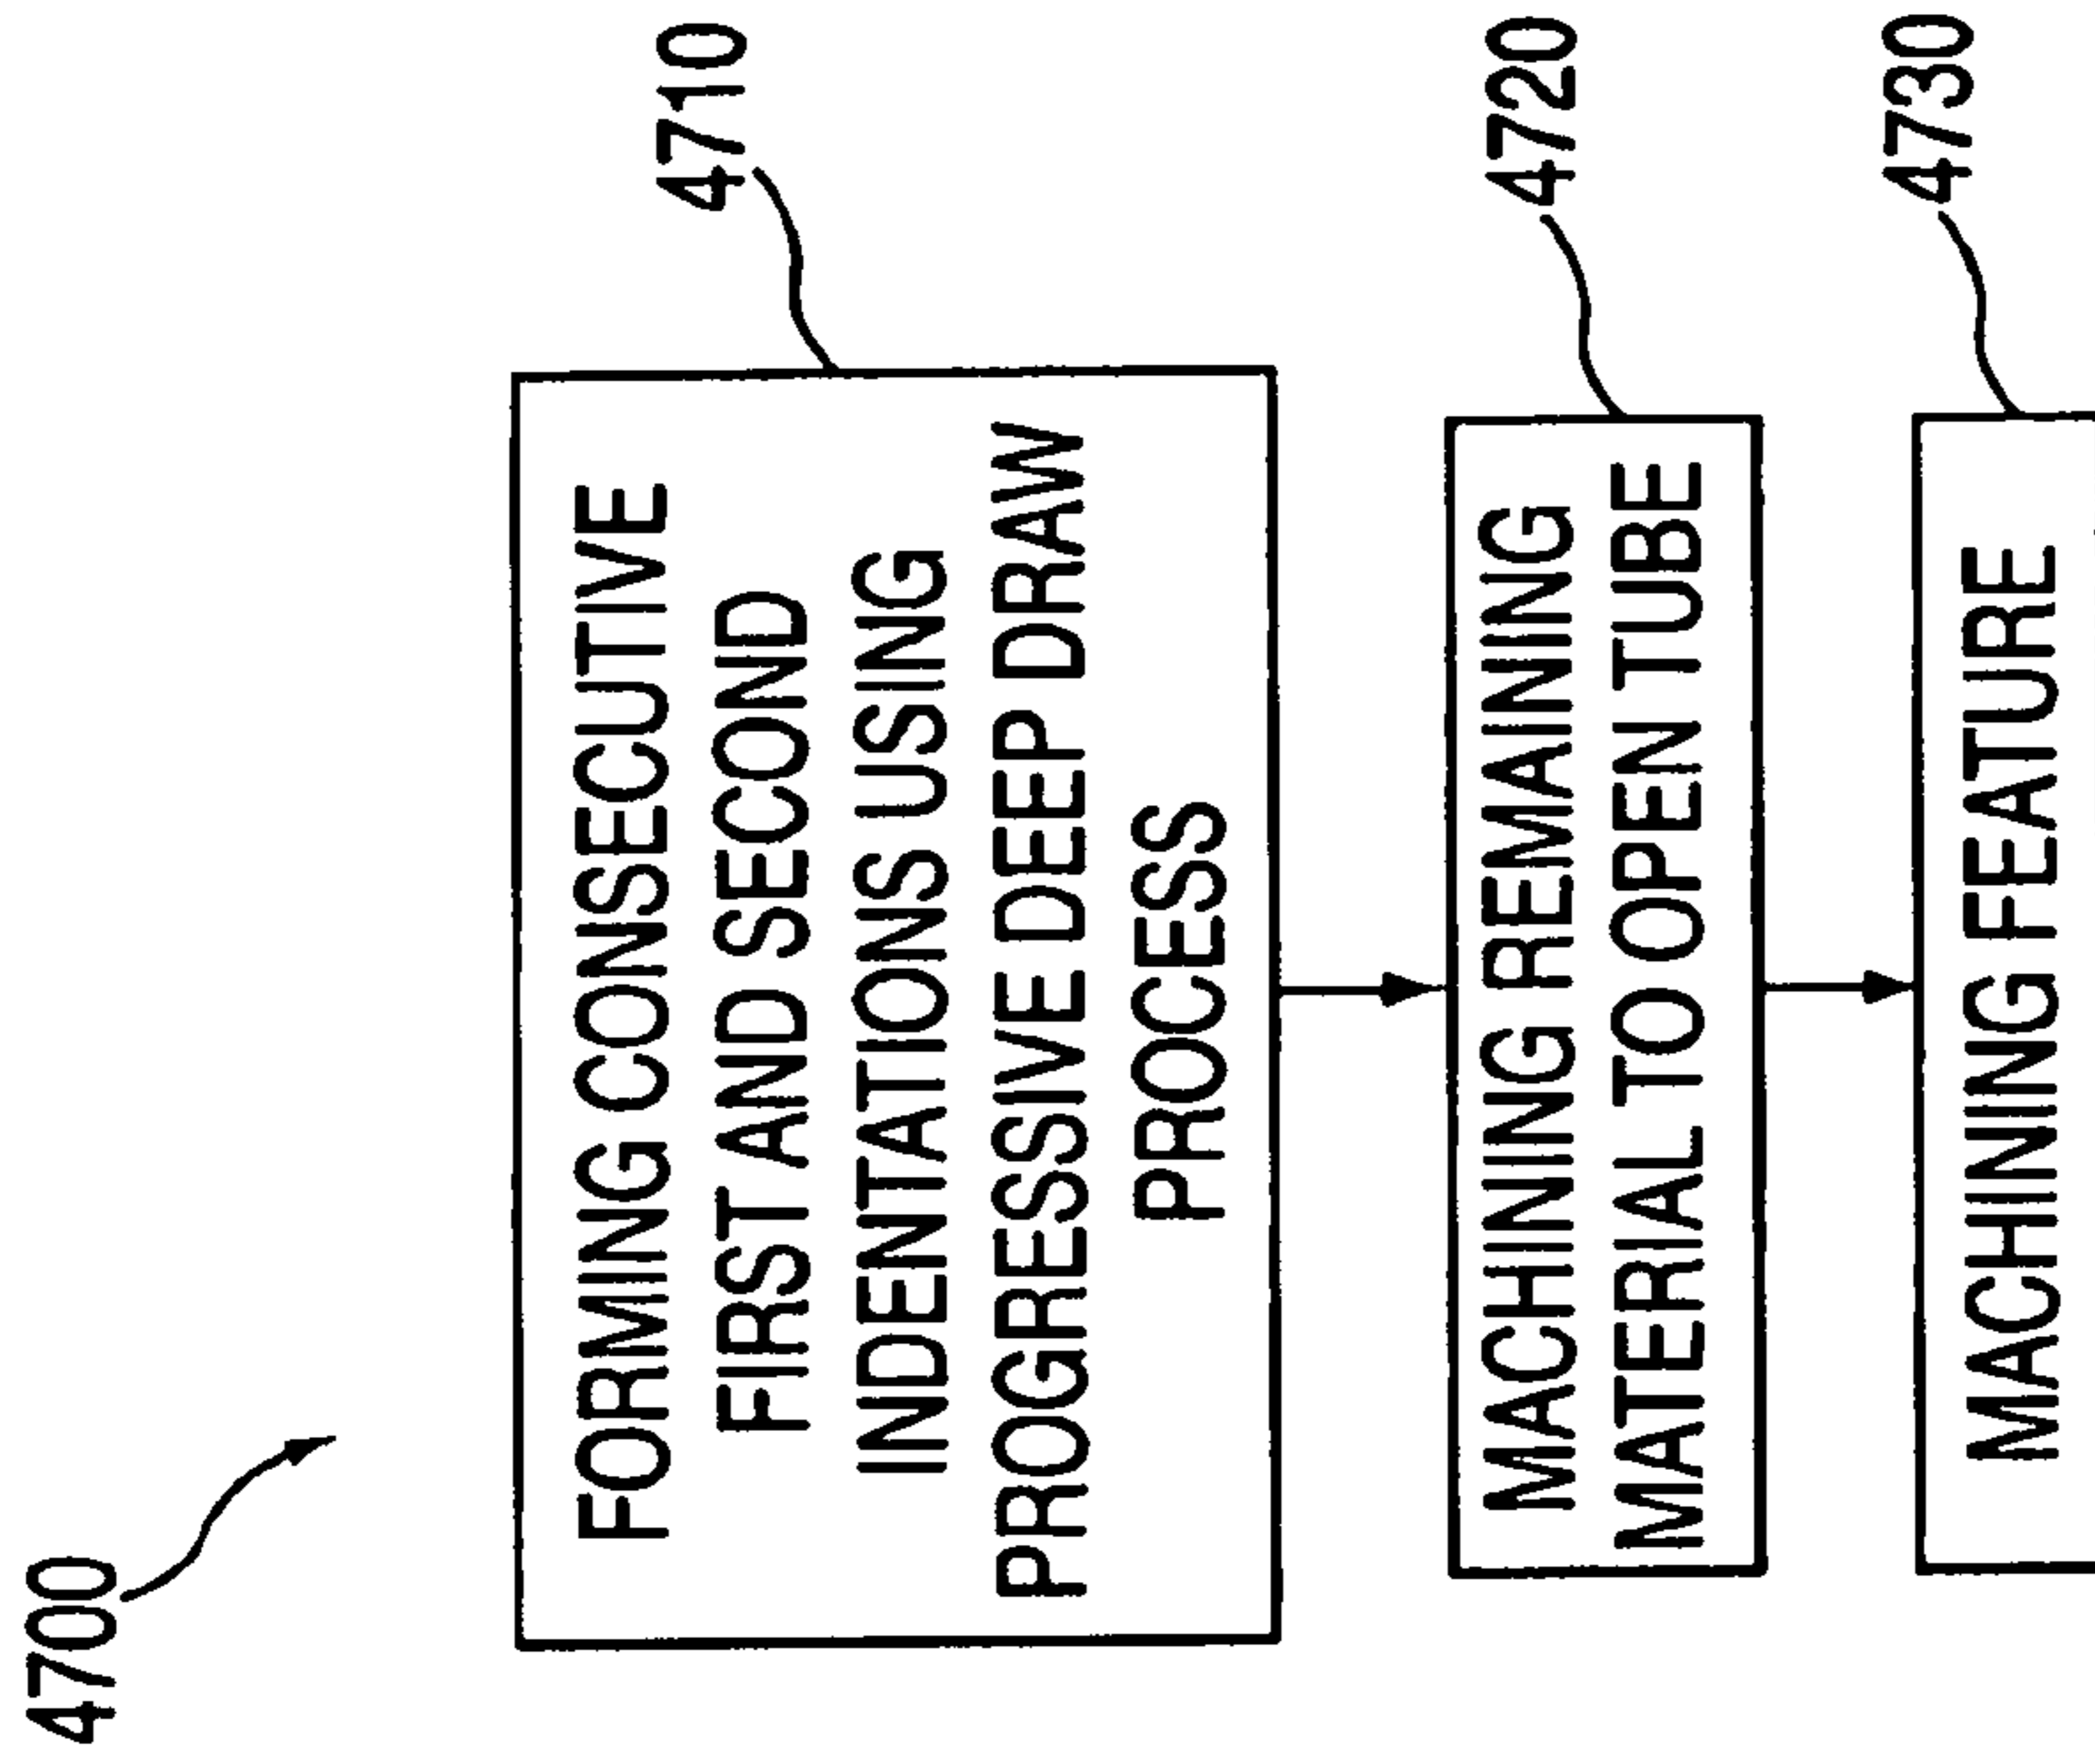 4700
4710
FORMING CONSECUTIVE
FIRST AND SECOND
INDENTATIONS USING
PROGRESSIVE DEEP DRAW
PROCESS
4720
MACHINING REMAINING
MATERIAL TO OPEN TUBE
4730
MACHINING FEATURE